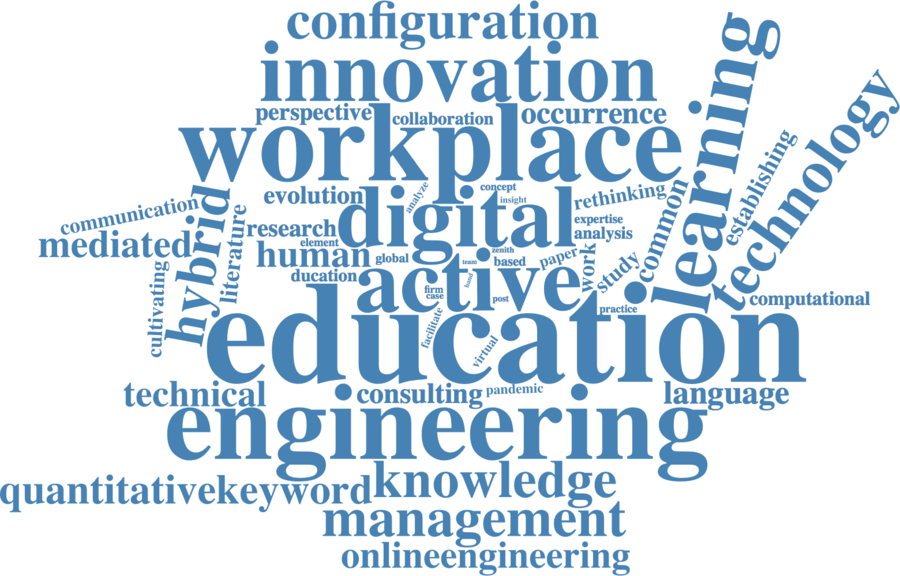 configuration
innovation
perspective collaboration occurrence
workplace
learning
technology
establishing
evolution analyze concept insight rethinking
communication
hybrid
literature
mediated
research
digital
expertise
common
element
analysis
human
global
team
zenith
based
paper
work
study
cultivating
ducation
active
firm
case
hand
post
practice
computational
facilitate
virtual
education
technical
consulting pandemic
language
engineering
quantitativekeyword
knowledge
management
onlineengineering